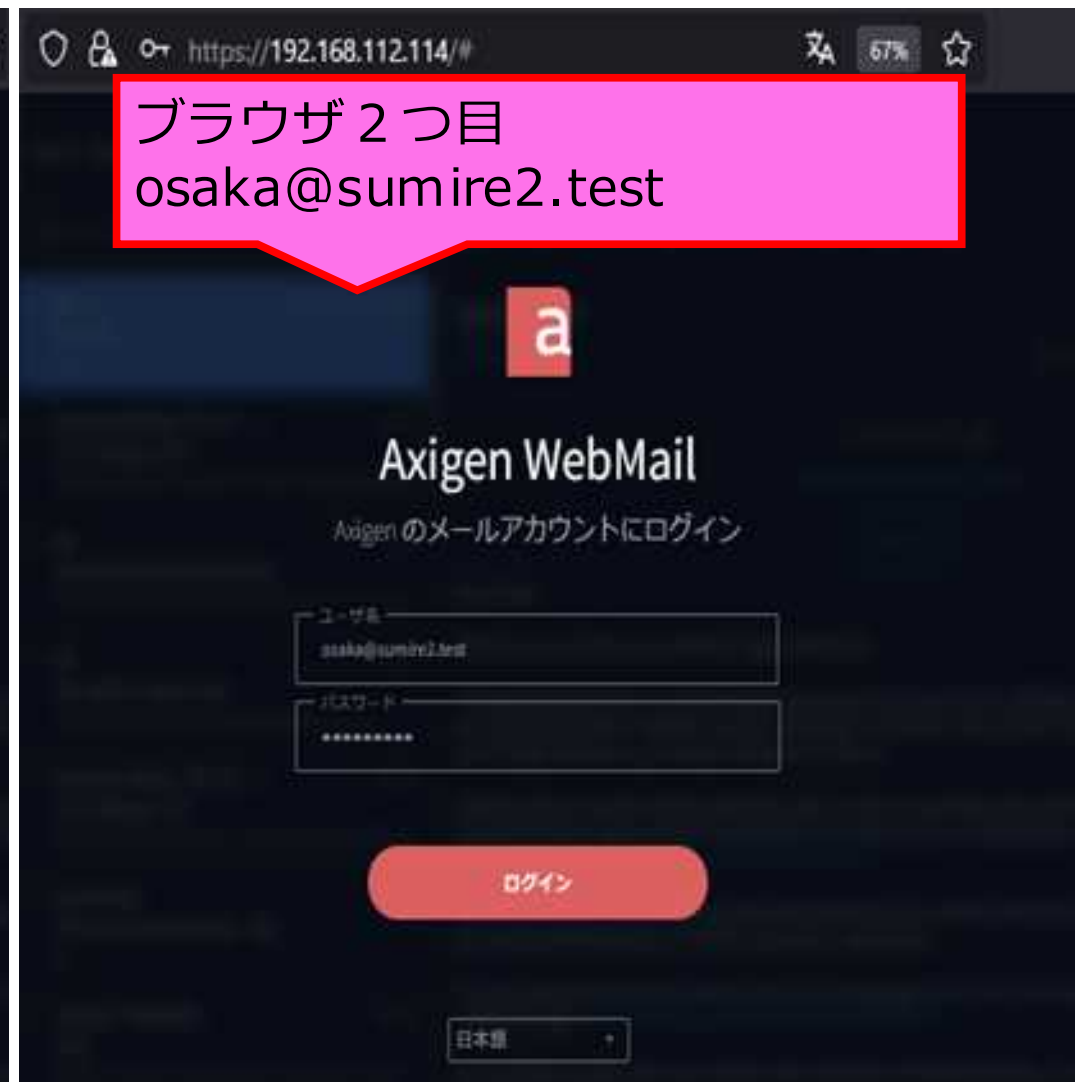 https://192.168.112.114/#
67%
ブラウザ２つ目
osaka@sumire2.test
a
Axigen WebMail
Axigen のメールアカウントにログイン
ユーザ名
osaka@sumire2.test
パスワード
ログイン
日本語